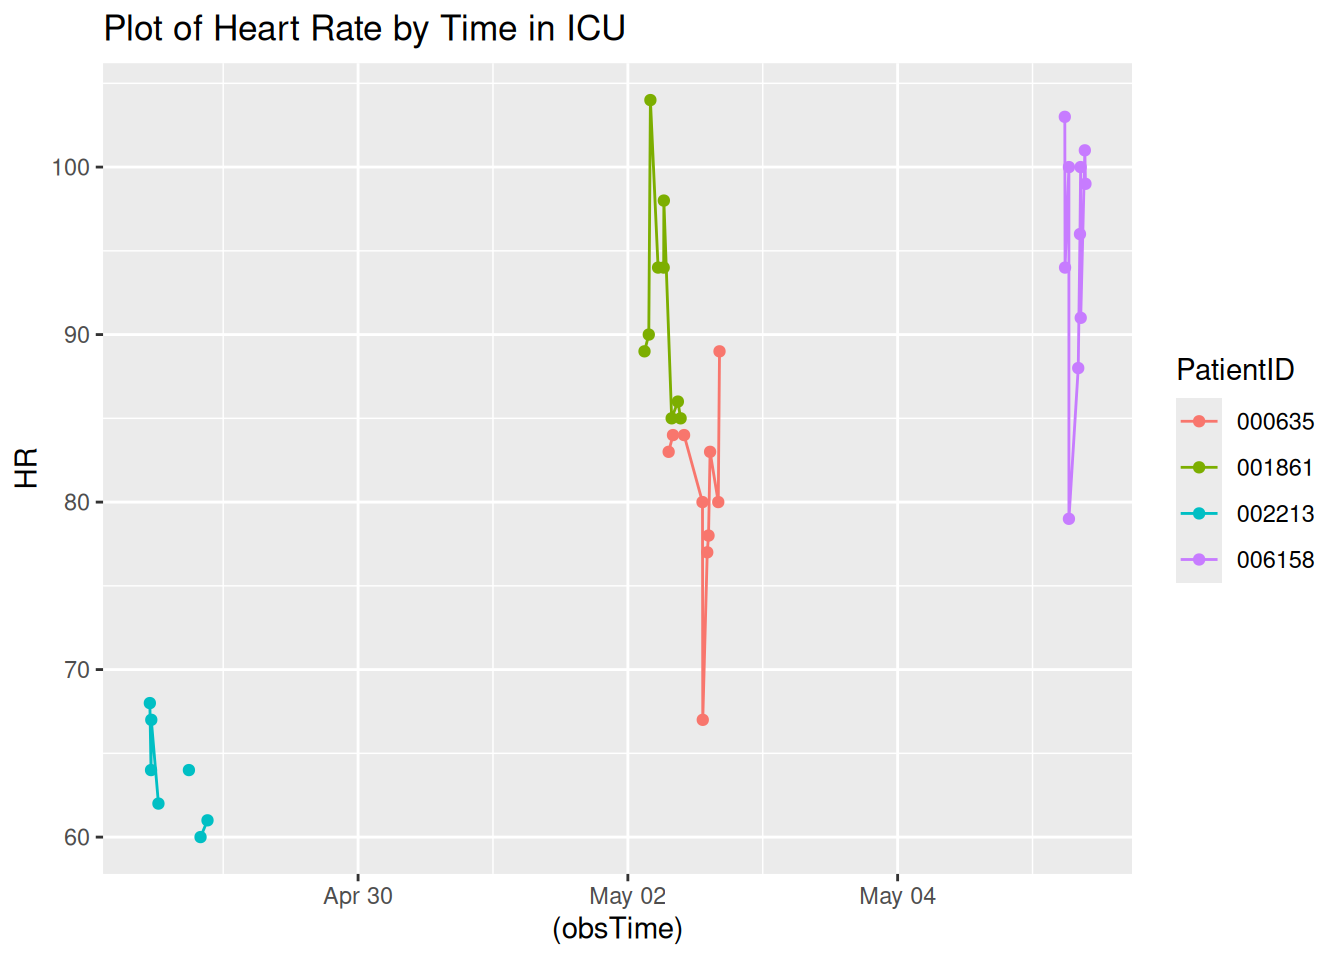 Plot of Heart Rate by Time in ICU
HR
100
90
80
70
60
Apr 30
May 02
May 04
(obsTime)
PatientID
000635
001861
002213
006158